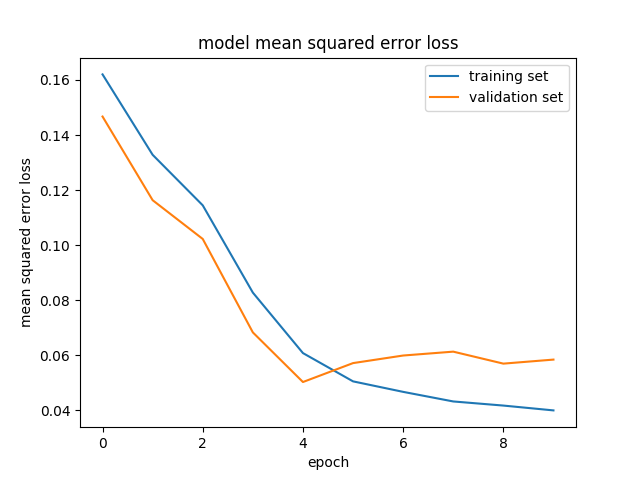 model mean squared error loss
training set
validation set
0.16
0.14
0.12
0.10
0.08
0.06
0.04
mean squared error loss
0 2 4 6 8
epoch